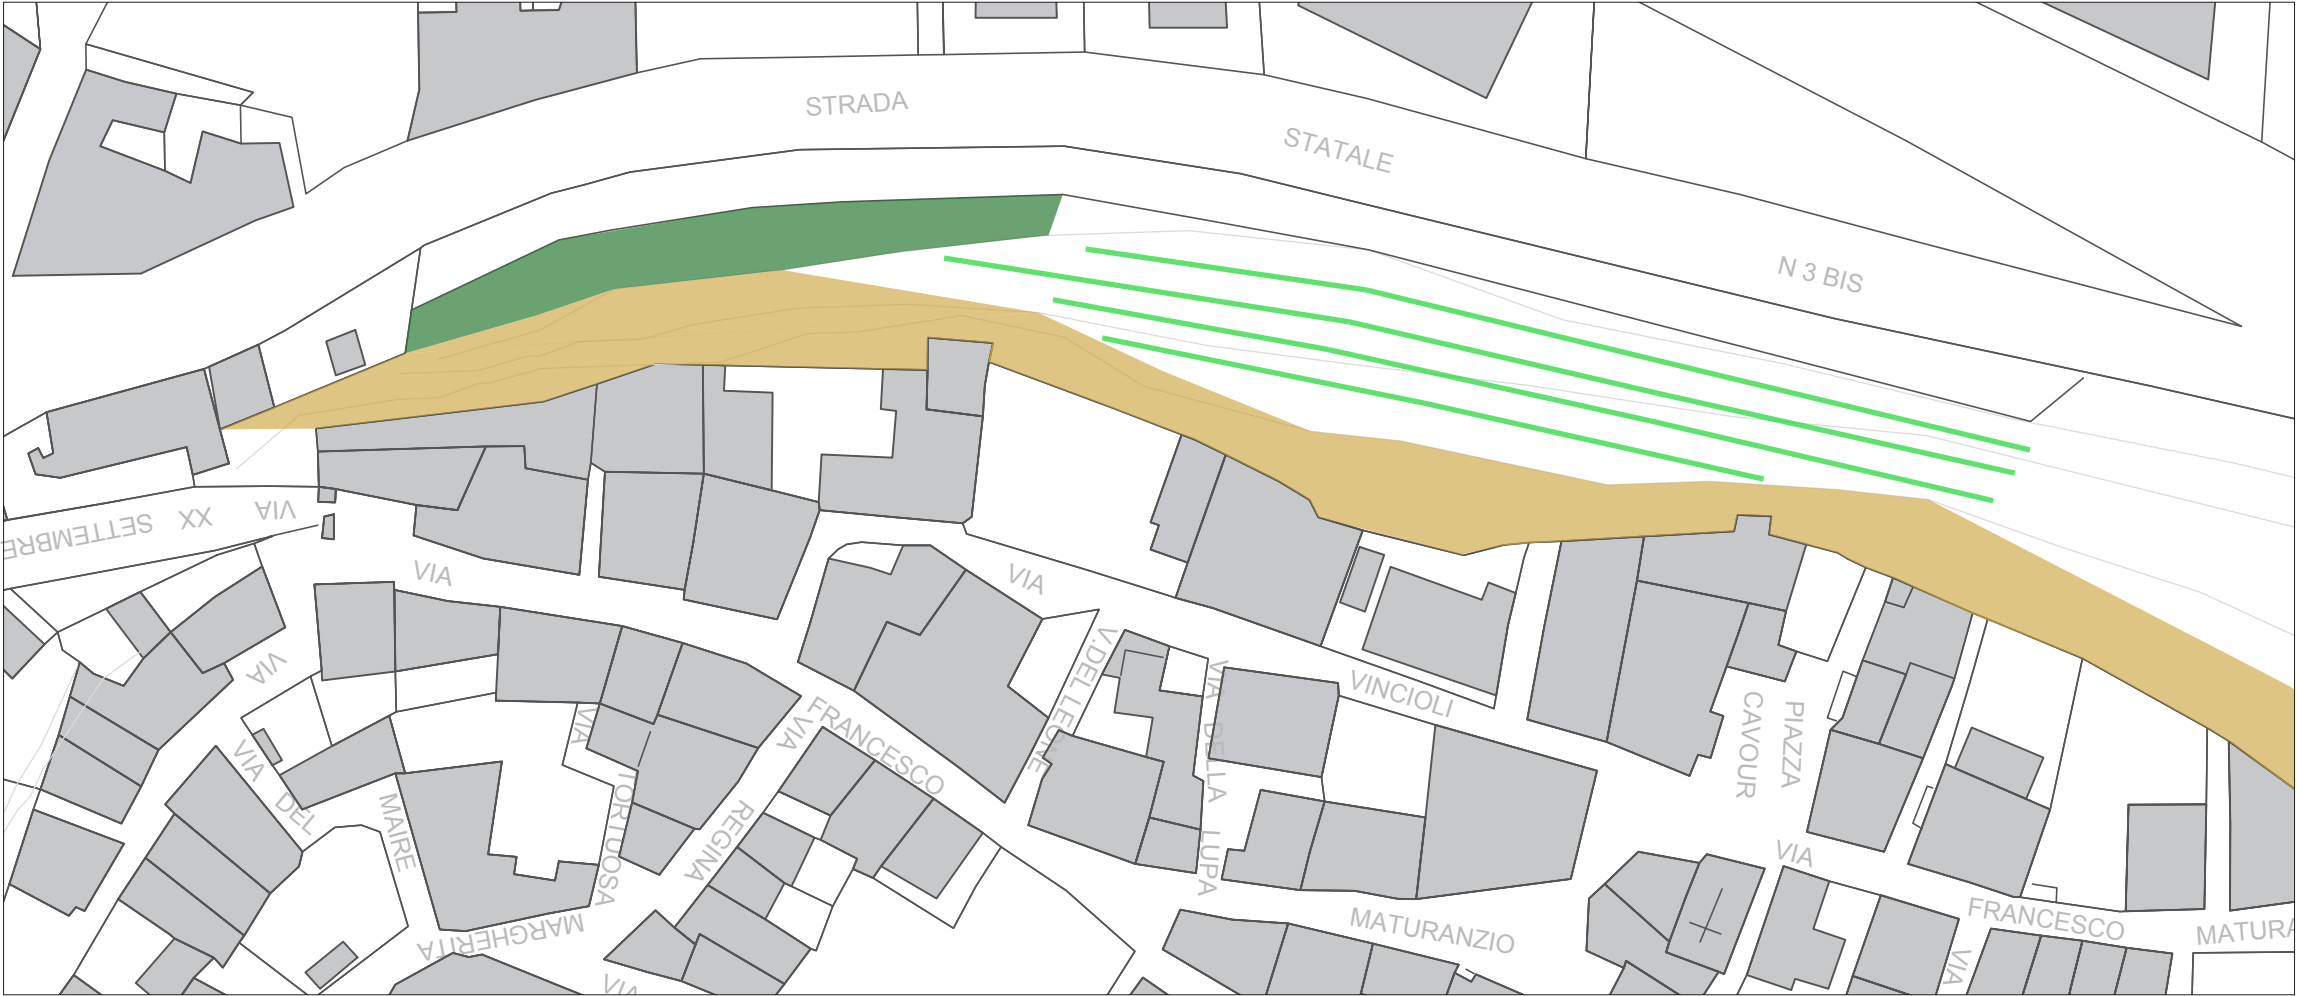 STRADA
STATALE
N 3 BIS
VIA XX SETTEMBRE
VIA
VIA
VIA
VIA DEL
MAIRE
VIA
TORTUOSA
VIA
REGINA
MARGHERITA
VIA
FRANCESCO
V.DEL LEONE
VIA DELLA LUPA
VINCIOLI
MATURANZIO
PIAZZA
CAVOUR
VIA
FRANCESCO
MATURA
VIA